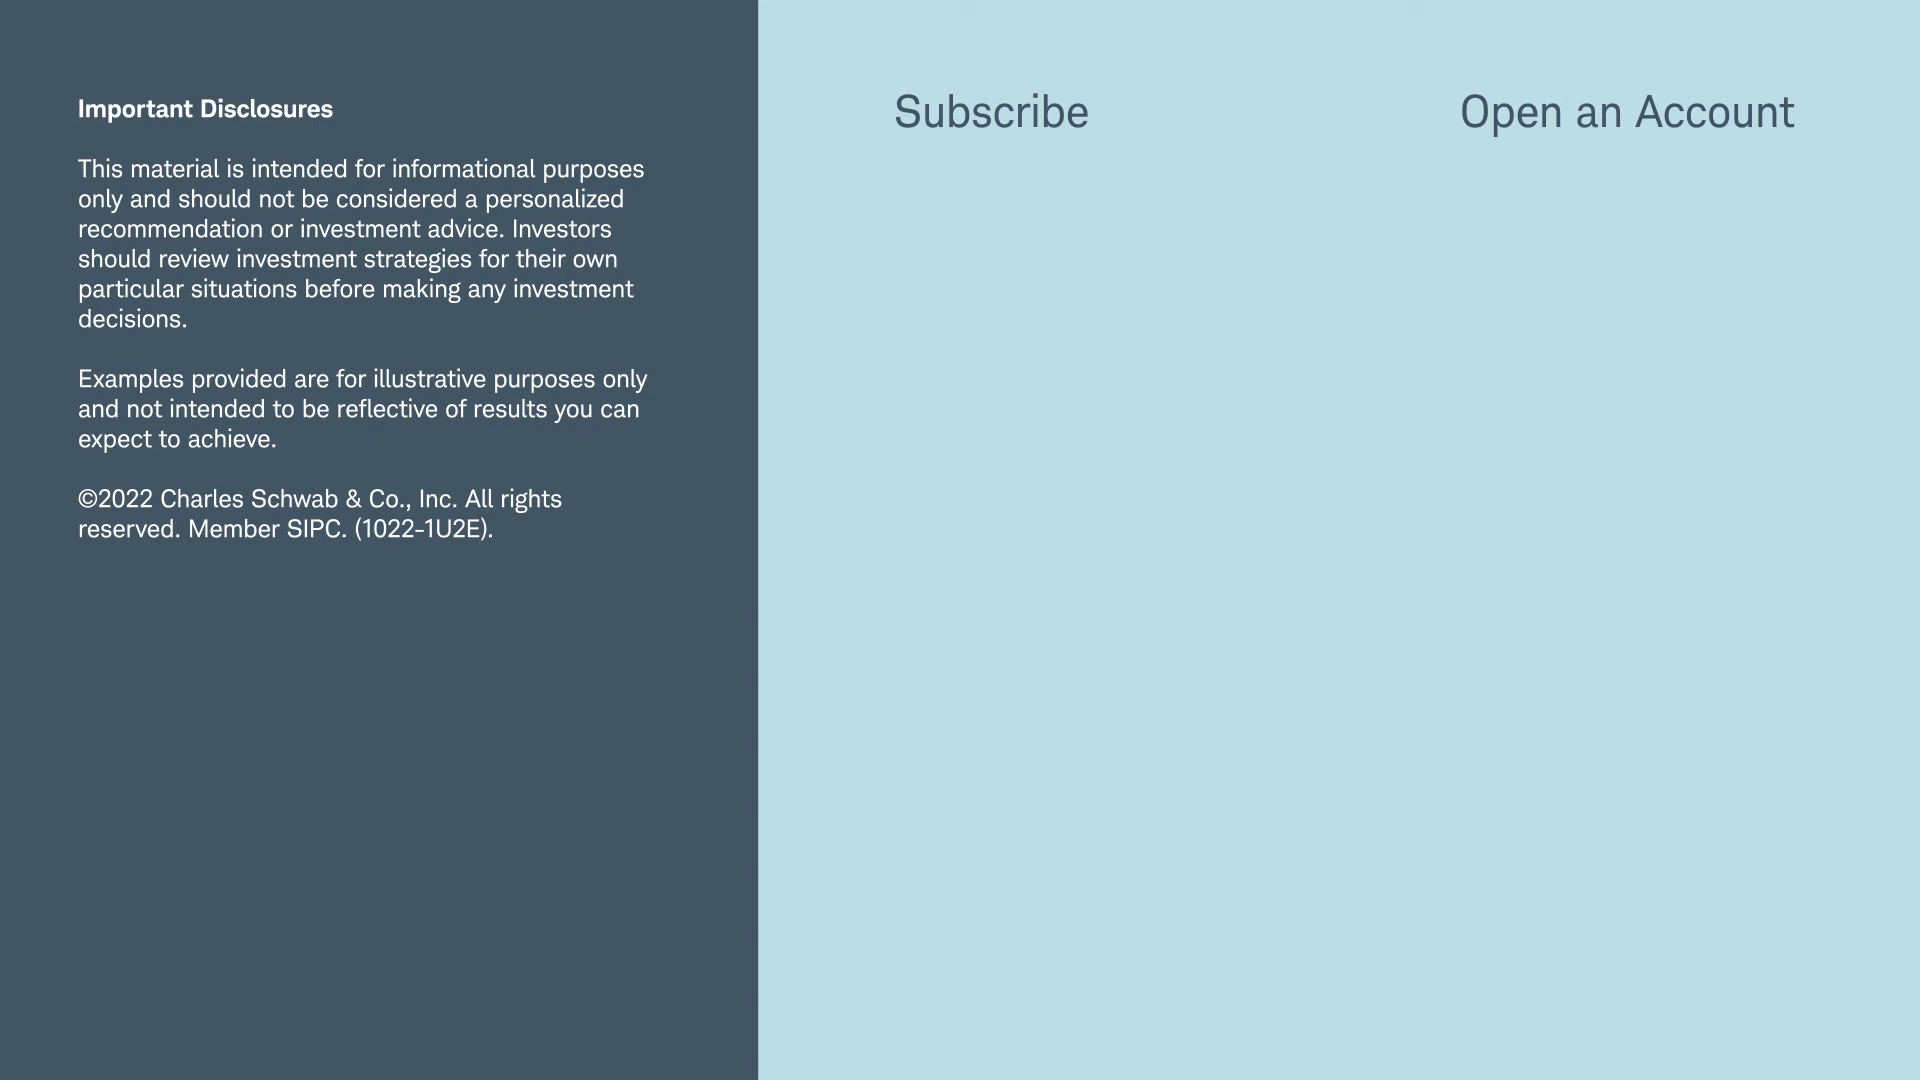 Important Disclosures
This material is intended for informational purposes
only and should not be considered a personalized
recommendation or investment advice. Investors
should review investment strategies for their own
particular situations before making any investment
decisions.
Examples provided are for illustrative purposes only
and not intended to be reflective of results you can
expect to achieve.
©2022 Charles Schwab & Co., Inc. All rights
reserved. Member SIPC. (1022-1U2E).
Subscribe
Open an Account